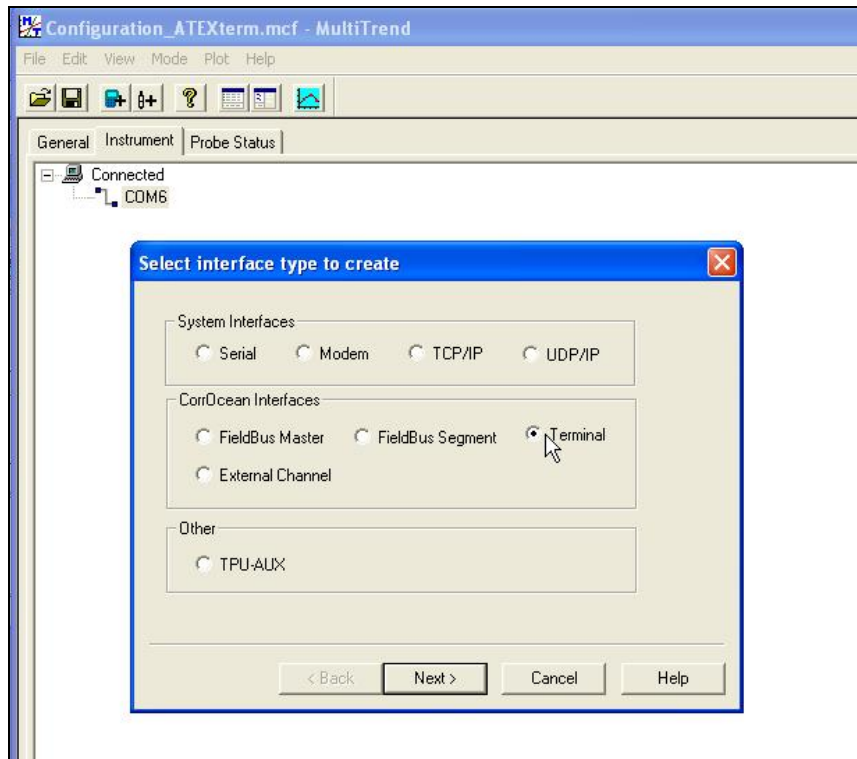 Configuration_ATEXterm.mcf - MultiTrend
File Edit View Mode Plot Help
General Instrument Probe Status
Connected
COM6
Select interface type to create
System Interfaces
Serial Modem TCP/IP UDP/IP
CorrOcean Interfaces
FieldBus Master FieldBus Segment Terminal
External Channel
Other
TPU-AUX
< Back Next > Cancel Help